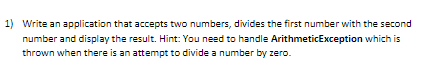 1) Write an application that accepts two numbers, divides the first number with the second
number and display the result. Hint: You need to handle ArithmeticException which is
thrown when there is an attempt to divide a number by zero.